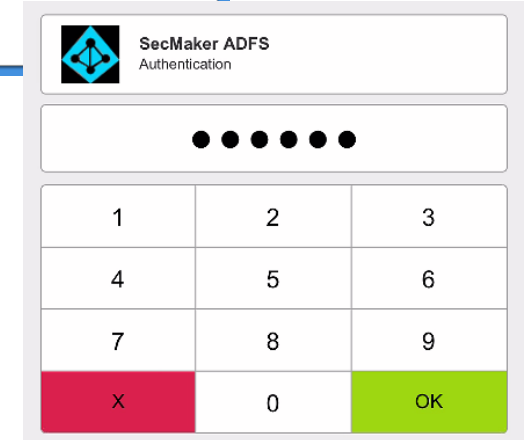 SecMaker ADFS
Authentication
●●●●●●
1 2 3
4 5 6
7 8 9
X 0 OK